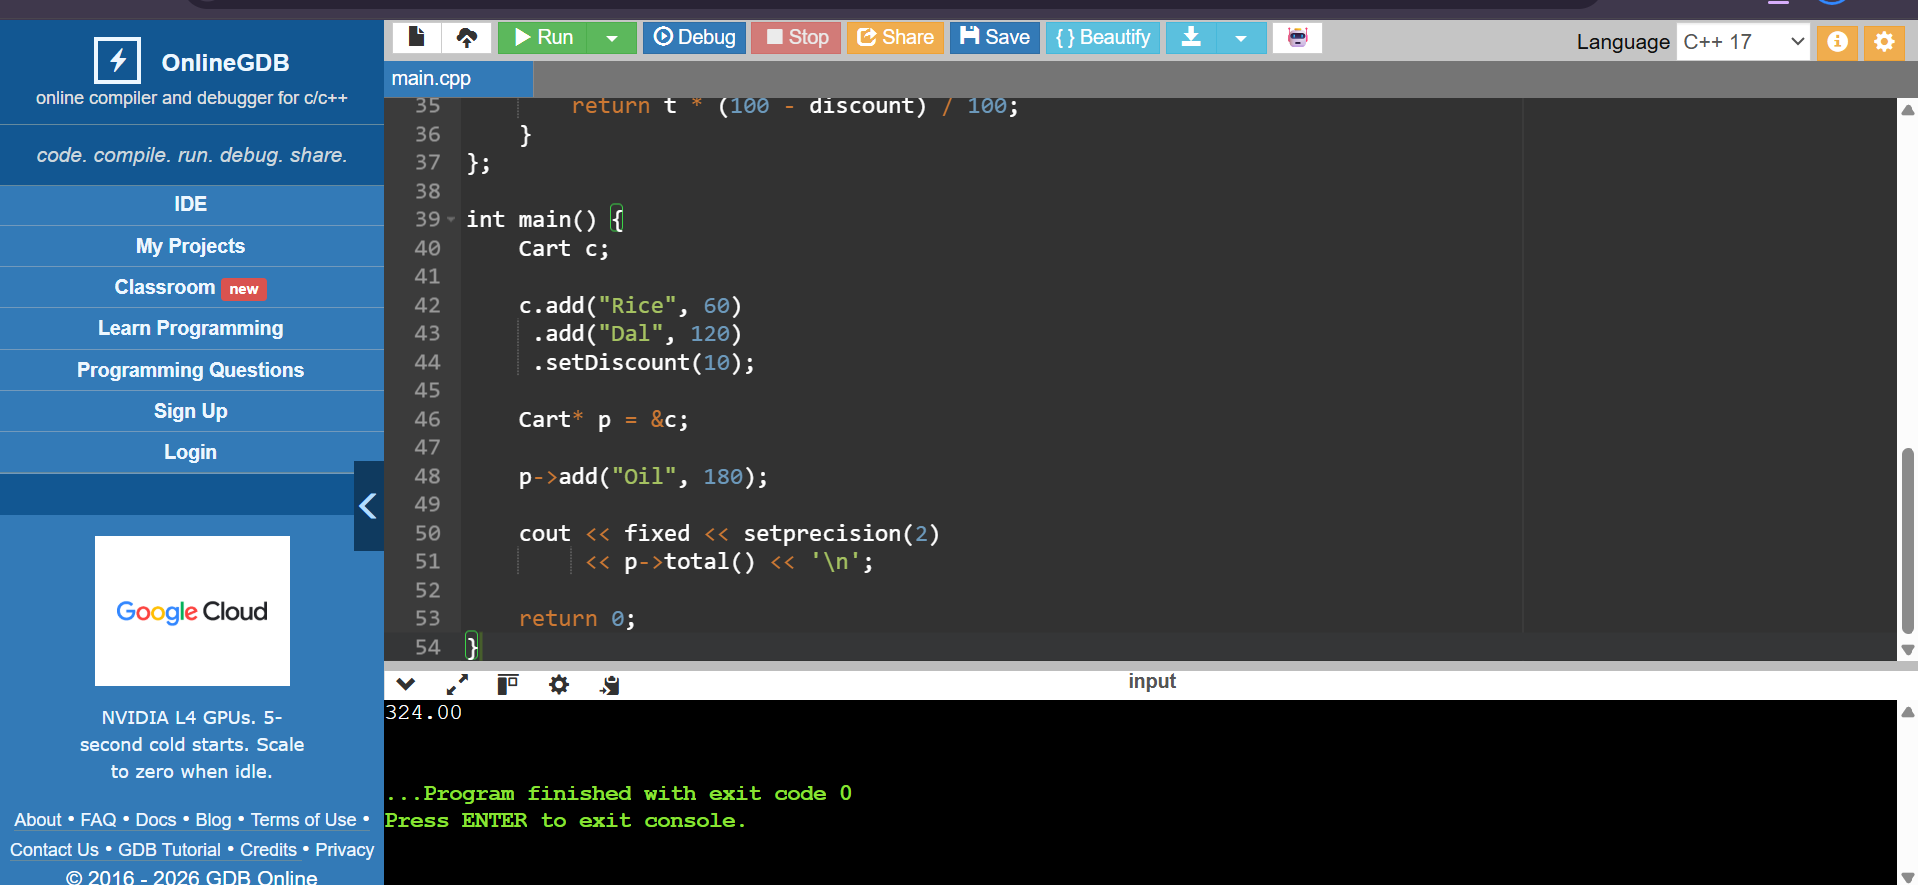 OnlineGDB
online compiler and debugger for c/c++
code. compile. run. debug. share.
IDE
My Projects
Classroom new
Learn Programming
Programming Questions
Sign Up
Login
Google Cloud
NVIDIA L4 GPUs. 5-
second cold starts. Scale
to zero when idle.
About • FAQ • Docs • Blog • Terms of Use •
Contact Us • GDB Tutorial • Credits • Privacy
© 2016 - 2026 GDB Online
Run Debug Stop Share Save { } Beautify Language C++ 17
main.cpp
35 return t * (100 - discount) / 100;
36 }
37 };
38
39 int main() {
40 Cart c;
41
42 c.add("Rice", 60)
43 .add("Dal", 120)
44 .setDiscount(10);
45
46 Cart* p = &c;
47
48 p->add("Oil", 180);
49
50 cout << fixed << setprecision(2)
51 << p->total() << '\n';
52
53 return 0;
54 }
input
324.00
...Program finished with exit code 0
Press ENTER to exit console.